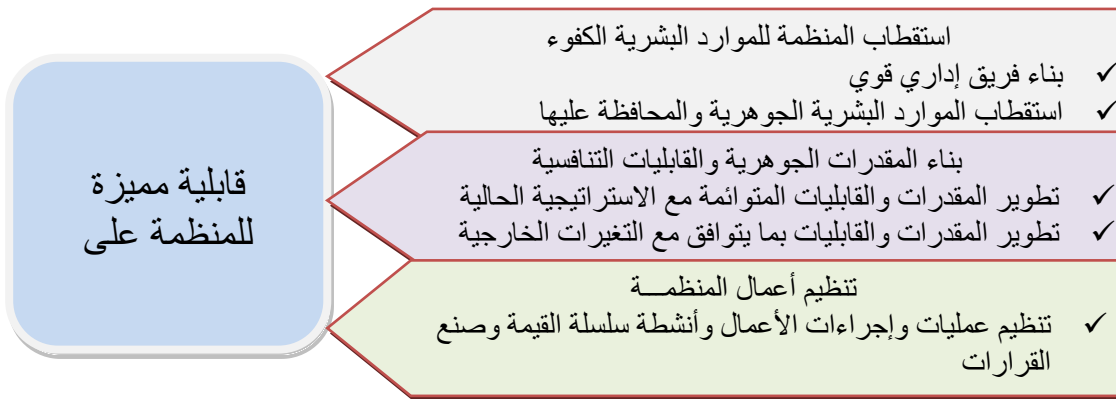 قابلية مميزة
للمنظمة على
استقطاب المنظمة للموارد البشرية الكفوء
✓ بناء فريق إداري قوي
✓ استقطاب الموارد البشرية الجوهرية والمحافظة عليها
بناء المقدرات الجوهرية والقابليات التنافسية
✓ تطوير المقدرات والقابليات المتوائمة مع الاستراتيجية الحالية
✓ تطوير المقدرات والقابليات بما يتوافق مع التغيرات الخارجية
تنظيم أعمال المنظمـــة
✓ تنظيم عمليات وإجراءات الأعمال وأنشطة سلسلة القيمة وصنع
القرارات